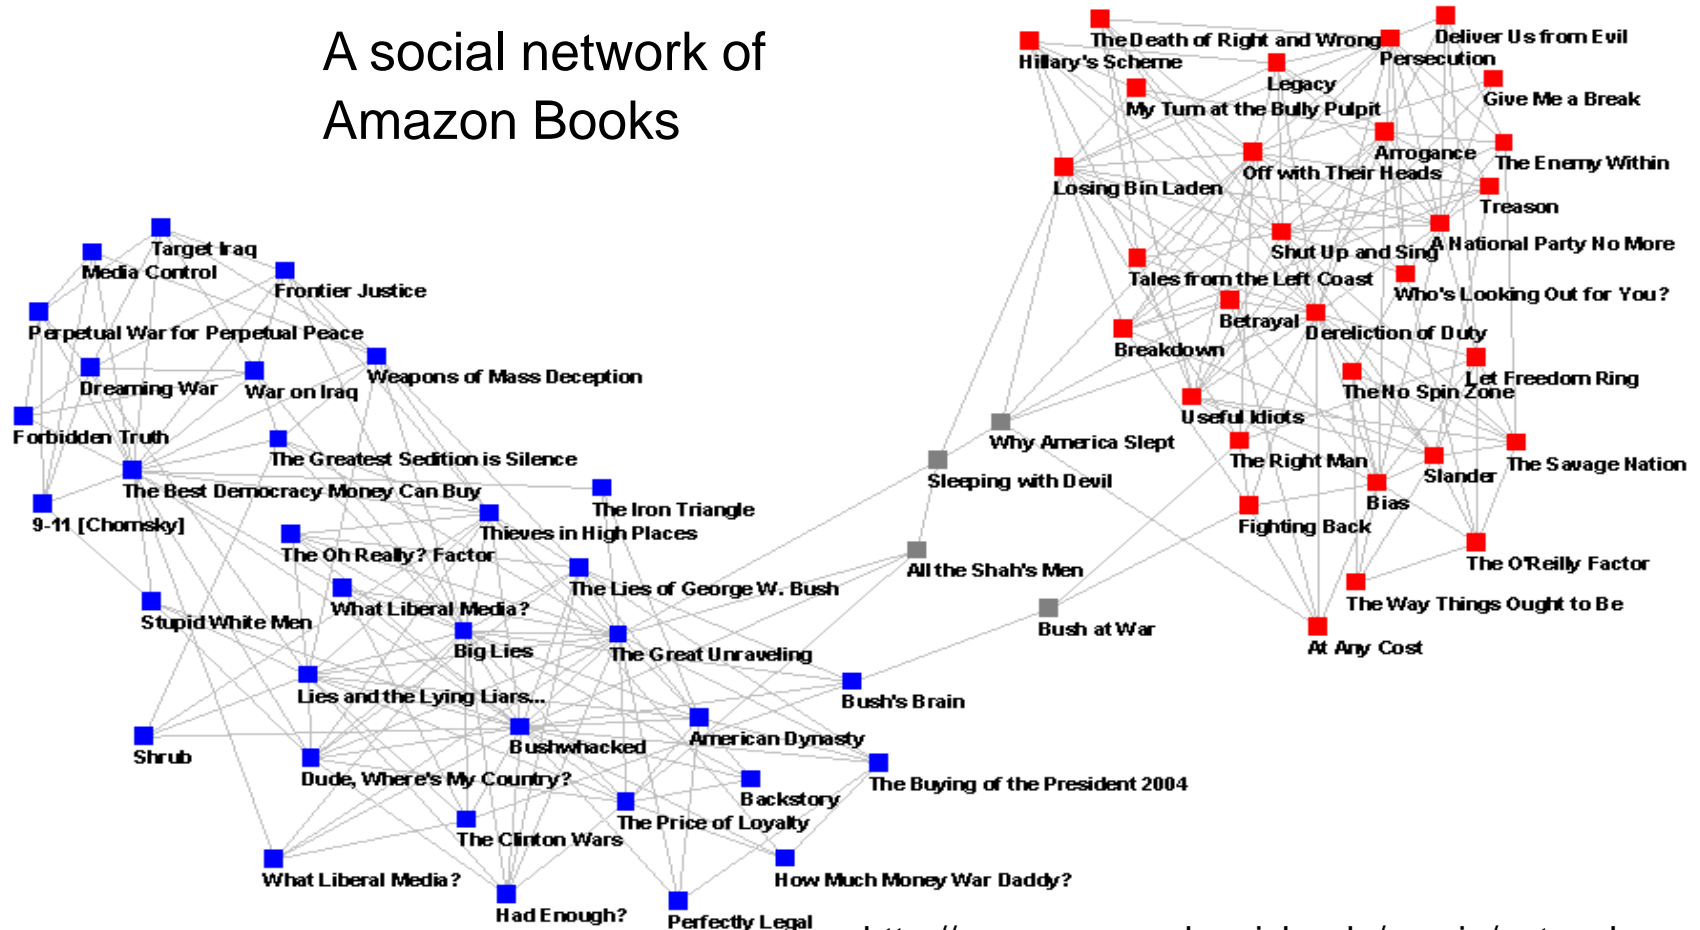 A social network of
Amazon Books
The Death of Right and Wrong
Deliver Us from Evil
Hillary's Scheme
Persecution
Legacy
Give Me a Break
My Turn at the Bully Pulpit
Arrogance
The Enemy Within
Off with Their Heads
Losing Bin Laden
Treason
A National Party No More
Shut Up and Sing
Tales from the Left Coast
Who's Looking Out for You?
Betrayal
Dereliction of Duty
Breakdown
Let Freedom Ring
The No Spin Zone
Useful Idiots
Why America Slept
The Right Man
The Savage Nation
Sleeping with Devil
Slander
Bias
Fighting Back
The O'Reilly Factor
All the Shah's Men
The Way Things Ought to Be
Bush at War
At Any Cost
Target Iraq
Media Control
Frontier Justice
Perpetual War for Perpetual Peace
Weapons of Mass Deception
Dreaming War
War on Iraq
Forbidden Truth
The Greatest Sedition is Silence
The Best Democracy Money Can Buy
The Iron Triangle
9-11 [Chomsky]
Thieves in High Places
The Oh Really? Factor
The Lies of George W. Bush
What Liberal Media?
Stupid White Men
Big Lies
The Great Unraveling
Lies and the Lying Liars...
Bush's Brain
American Dynasty
Bushwhacked
Shrub
Dude, Where's My Country?
The Buying of the President 2004
Backstory
The Price of Loyalty
The Clinton Wars
What Liberal Media?
How Much Money War Daddy?
Had Enough?
Perfectly Legal